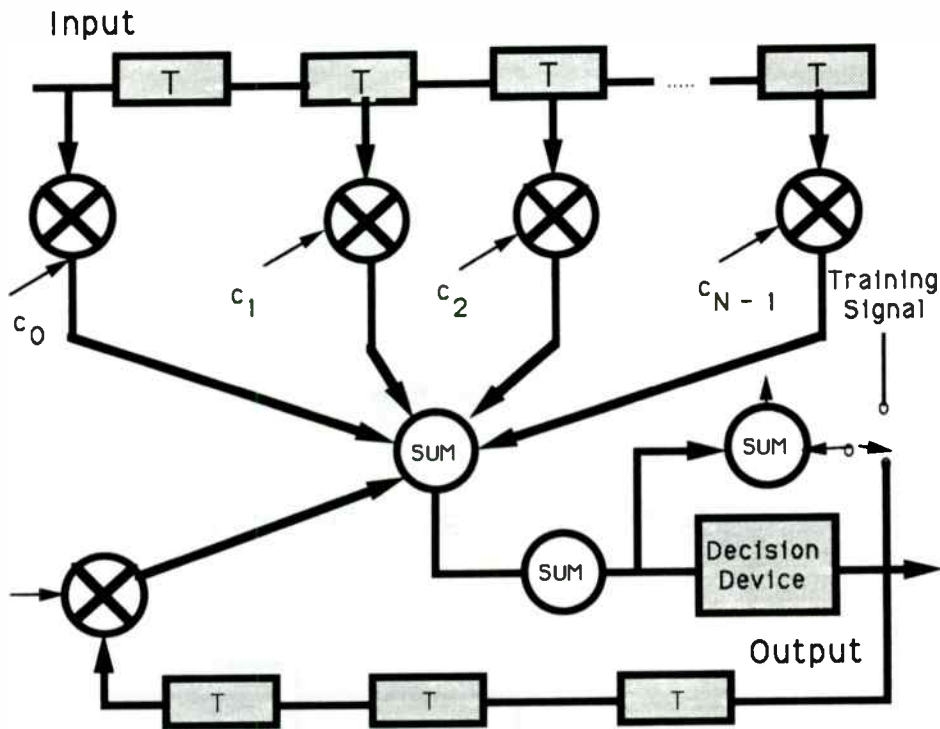 Input
T T T ..... T
c0 c1 c2 cN - 1
Training
Signal
SUM
SUM
SUM
Decision
Device
Output
T T T